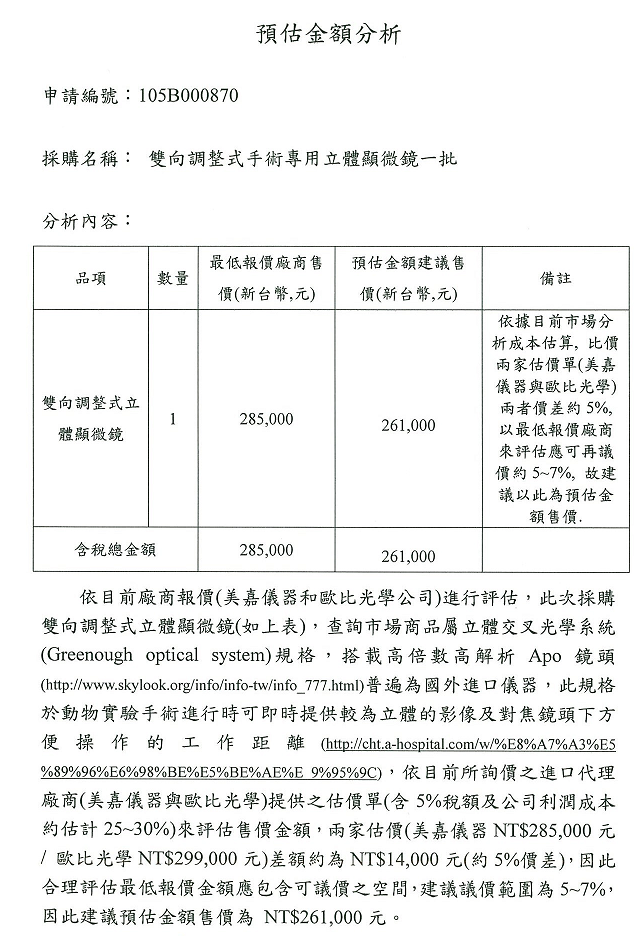 預估金額分析
申請編號：105B000870
採購名稱： 雙向調整式手術專用立體顯微鏡一批
分析內容：
品項 數量 最低報價廠商售價(新台幣,元) 預估金額建議售價(新台幣,元) 備註
雙向調整式立體顯微鏡 1 285,000 261,000
依據目前市場分
析成本估算, 比價
兩家估價單(美嘉
儀器與歐比光學)
兩者價差約 5%,
以最低報價廠商
來評估應可再議
價約 5~7%, 故建
議以此為預估金
額售價.
含稅總金額 285,000 261,000
依目前廠商報價(美嘉儀器和歐比光學公司)進行評估，此次採購
雙向調整式立體顯微鏡(如上表)，查詢市場商品屬立體交叉光學系統
(Greenough optical system)規格，搭載高倍數高解析 Apo 鏡頭
(http://www.skylook.org/info/info-tw/info_777.html)普遍為國外進口儀器，此規格
於動物實驗手術進行時可即時提供較為立體的影像及對焦鏡頭下方
便操作的工作距離(http://cht.a-hospital.com/w/%E8%A7%A3%E5
%89%96%E6%98%BE%E5%BE%AE%E 9%95%9C)，依目前所詢價之進口代理
廠商(美嘉儀器與歐比光學)提供之估價單(含 5%稅額及公司利潤成本
約估計 25~30%)來評估售價金額，兩家估價(美嘉儀器 NT$285,000 元
/ 歐比光學 NT$299,000 元)差額約為 NT$14,000 元(約 5%價差)，因此
合理評估最低報價金額應包含可議價之空間，建議議價範圍為 5~7%，
因此建議預估金額售價為 NT$261,000 元。